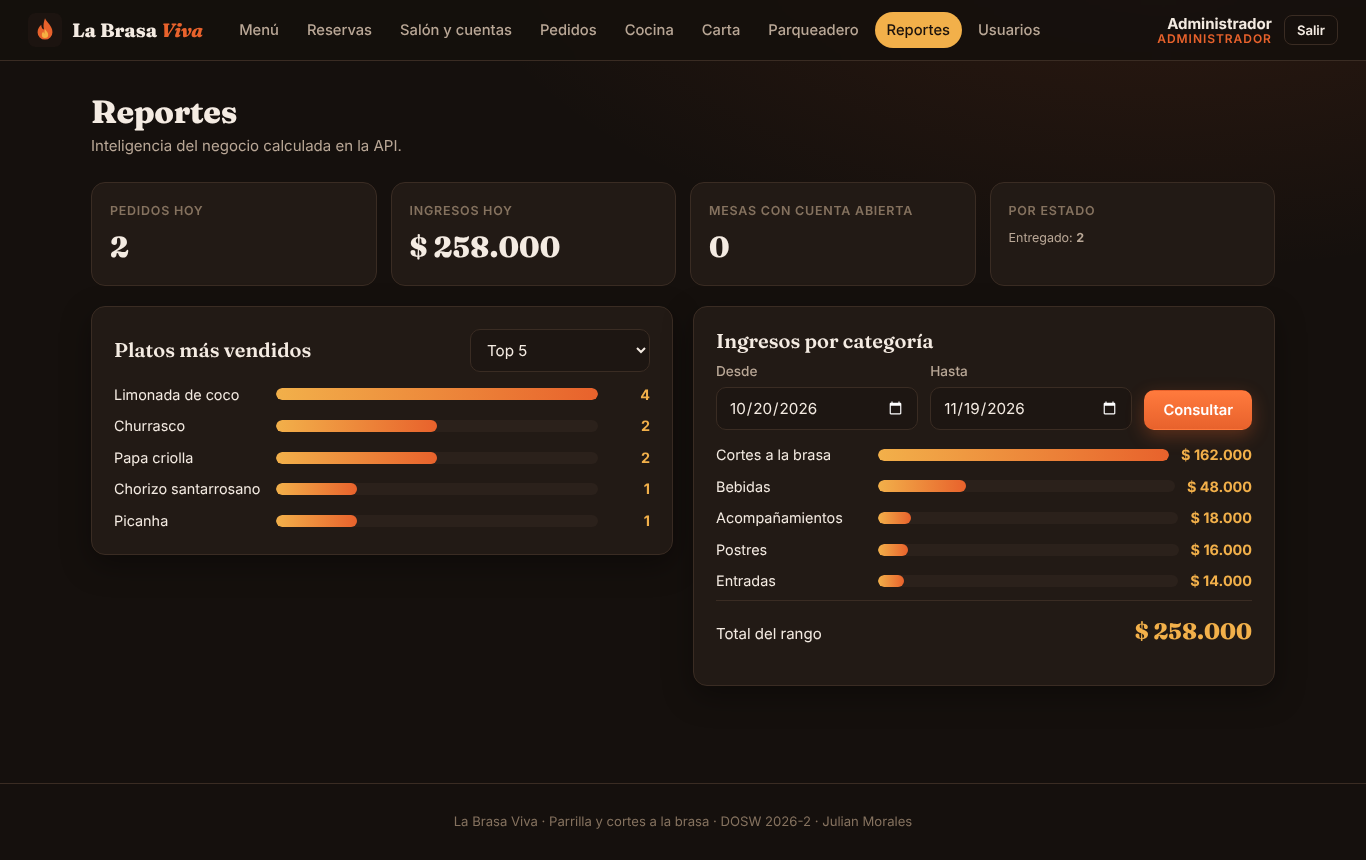 La Brasa Viva
Menú Reservas Salón y cuentas Pedidos Cocina Carta Parqueadero Reportes Usuarios
Administrador
ADMINISTRADOR
Salir
Reportes
Inteligencia del negocio calculada en la API.
PEDIDOS HOY
2
INGRESOS HOY
$ 258.000
MESAS CON CUENTA ABIERTA
0
POR ESTADO
Entregado: 2
Platos más vendidos
Top 5
Limonada de coco 4
Churrasco 2
Papa criolla 2
Chorizo santarrosano 1
Picanha 1
Ingresos por categoría
Desde Hasta
10/20/2026 11/19/2026 Consultar
Cortes a la brasa $ 162.000
Bebidas $ 48.000
Acompañamientos $ 18.000
Postres $ 16.000
Entradas $ 14.000
Total del rango $ 258.000
La Brasa Viva · Parrilla y cortes a la brasa · DOSW 2026-2 · Julian Morales